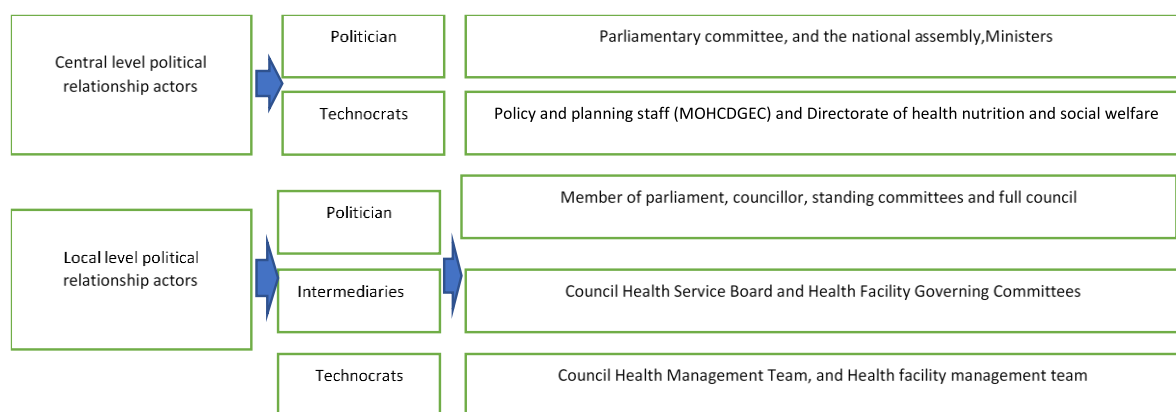 Central level political
relationship actors
Politician
Parliamentary committee, and the national assembly,Ministers
Technocrats
Policy and planning staff (MOHCDGEC) and Directorate of health nutrition and social welfare
Local level political
relationship actors
Politician
Member of parliament, councillor, standing committees and full council
Intermediaries
Council Health Service Board and Health Facility Governing Committees
Technocrats
Council Health Management Team, and Health facility management team